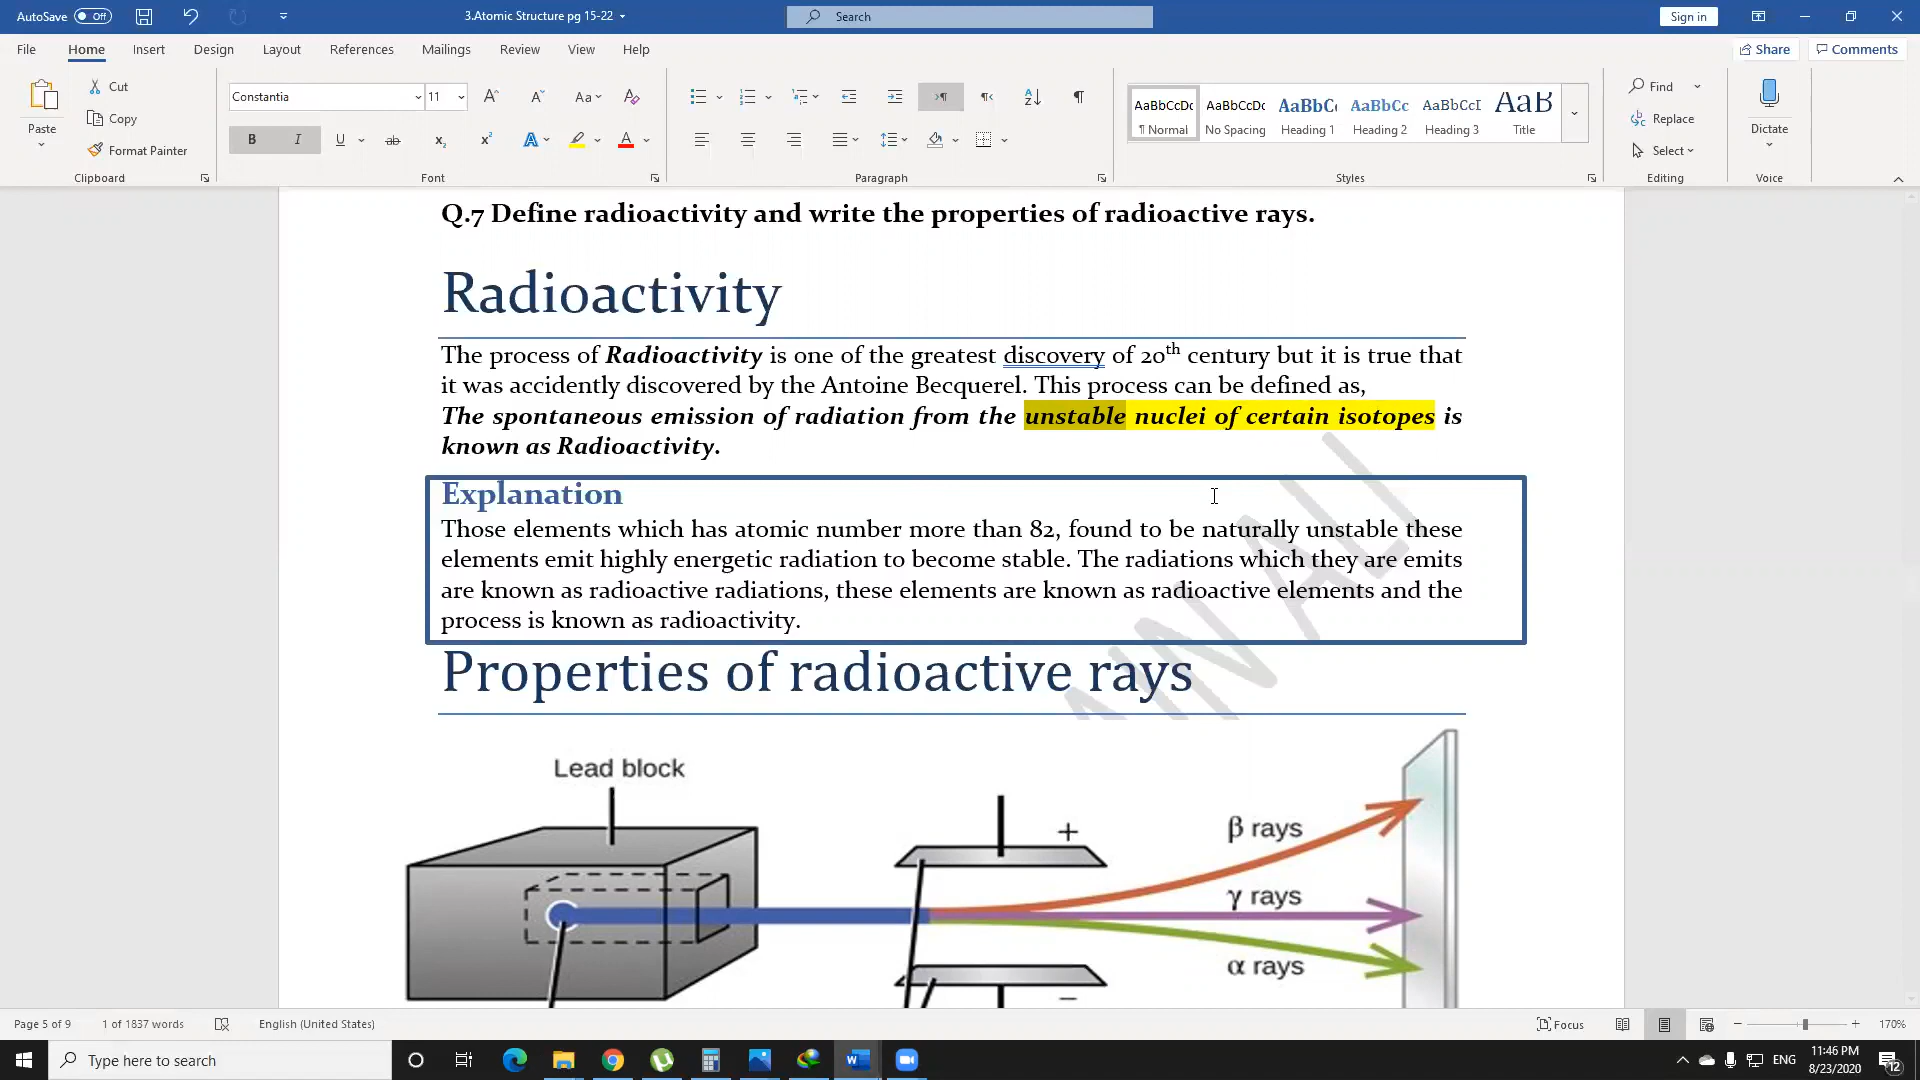 AutoSave Off 3.Atomic Structure pg 15-22 Search Sign in
File Home Insert Design Layout References Mailings Review View Help Share Comments
Paste Cut Copy Format Painter Clipboard
Constantia 11 Font
Paragraph
AaBbCcDc AaBbCcDc AaBbC AaBbCc AaBbCcI AaB
¶ Normal No Spacing Heading 1 Heading 2 Heading 3 Title
Styles
Find Replace Select Editing
Dictate Voice
Q.7 Define radioactivity and write the properties of radioactive rays.
Radioactivity
The process of Radioactivity is one of the greatest discovery of 20th century but it is true that
it was accidently discovered by the Antoine Becquerel. This process can be defined as,
The spontaneous emission of radiation from the unstable nuclei of certain isotopes is
known as Radioactivity.
Explanation
Those elements which has atomic number more than 82, found to be naturally unstable these
elements emit highly energetic radiation to become stable. The radiations which they are emits
are known as radioactive radiations, these elements are known as radioactive elements and the
process is known as radioactivity.
Properties of radioactive rays
Lead block
+
β rays
γ rays
α rays
−
Page 5 of 9 1 of 1837 words English (United States) Focus 170%
Type here to search ENG 11:46 PM
8/23/2020
12